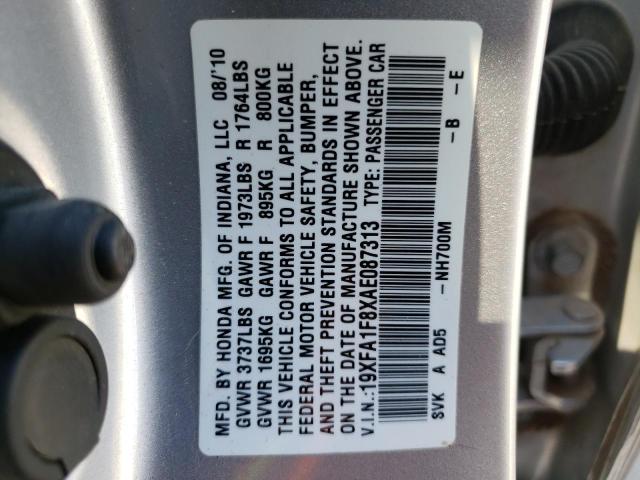 MFD. BY HONDA MFG. OF INDIANA, LLC 08/'10
GVWR 3737LBS GAWR F 1973LBS R 1764LBS
GVWR 1695KG GAWR F 895KG R 800KG
THIS VEHICLE CONFORMS TO ALL APPLICABLE
FEDERAL MOTOR VEHICLE SAFETY, BUMPER,
AND THEFT PREVENTION STANDARDS IN EFFECT
ON THE DATE OF MANUFACTURE SHOWN ABOVE.
V.I.N.:19XFA1F8XAE087313 TYPE: PASSENGER CAR
SVK A AD5 -NH700M -B -E